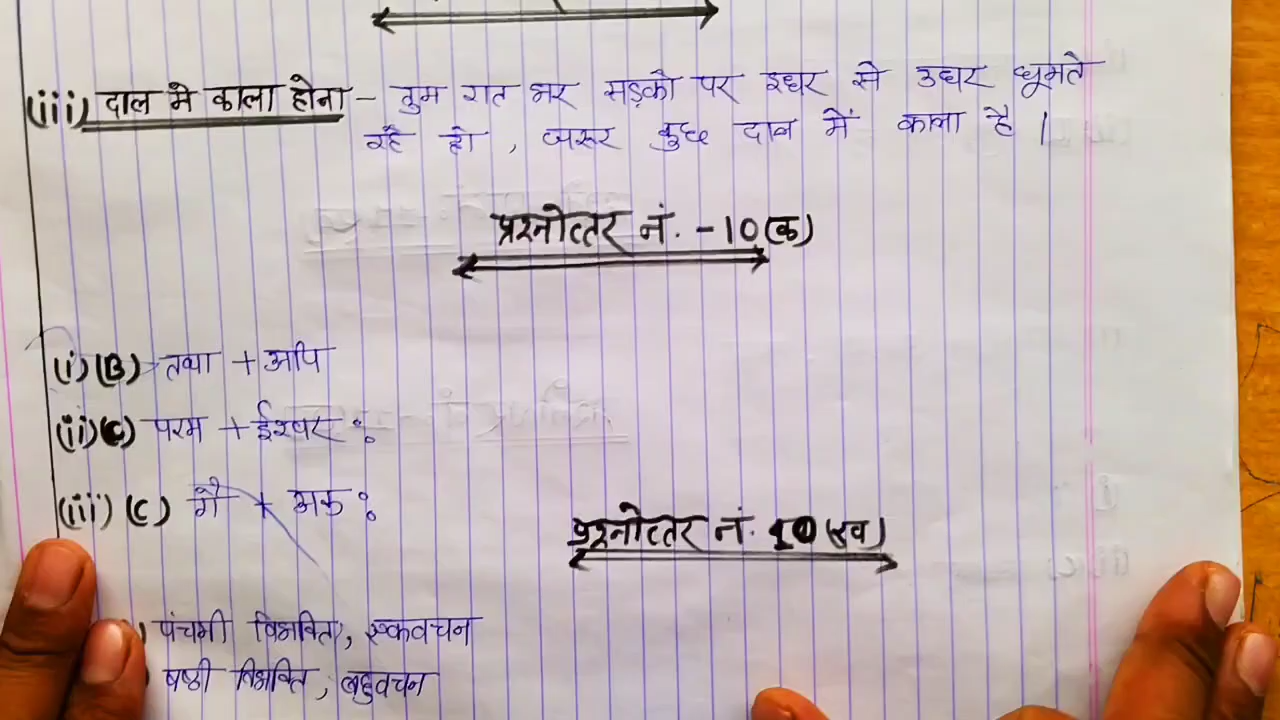 (iii) दाल मे काला होना - तुम रात भर सड़को पर इधर से उधर घूमते
रहै हो , जरूर कुछ दाल में काला है ।
प्रश्नोत्तर नं. - 10 (क)
(i) (B) तथा + अपि
(ii) (C) परम + ईश्वर :
(iii) (C) गै + अक :
प्रश्नोत्तर नं. 10 (ख)
पंचमी विभक्ति, एकवचन
षष्ठी विभक्ति, बहुवचन